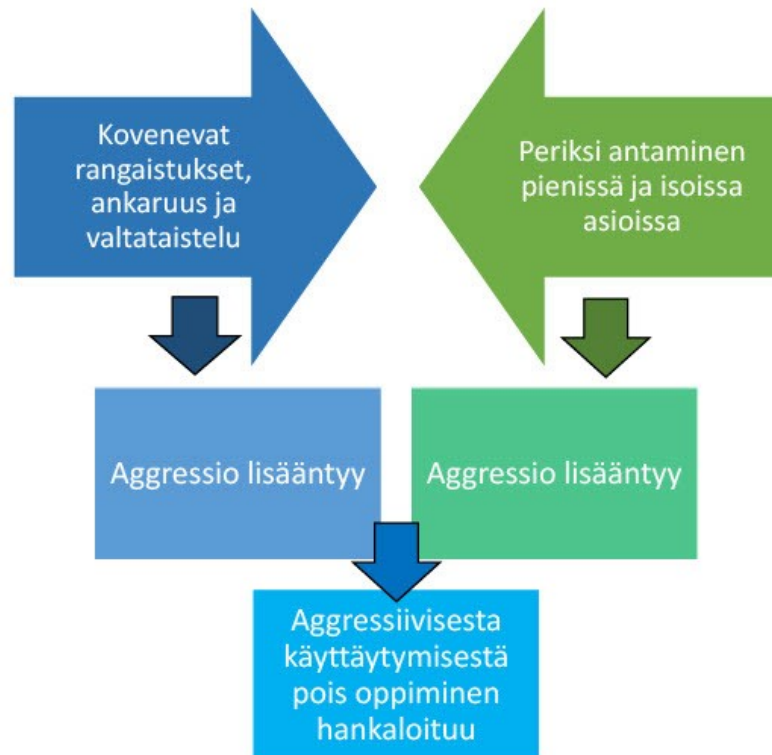 Kovenevat
rangaistukset,
ankaruus ja
valtataistelu
Periksi antaminen
pienissä ja isoissa
asioissa
Aggressio lisääntyy
Aggressio lisääntyy
Aggressiivisesta
käyttäytymisestä
pois oppiminen
hankaloituu